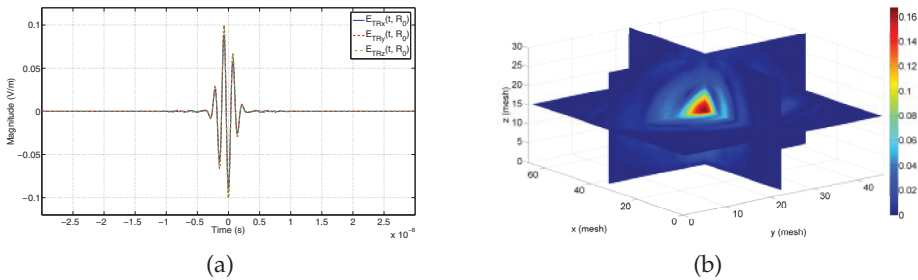 E_TRx(t, R_0)
E_TRy(t, R_0)
E_TRz(t, R_0)
Magnitude (V/m)
0.1
0.05
0
−0.05
−0.1
−2.5 −2 −1.5 −1 −0.5 0 0.5 1 1.5 2 2.5
Time (s)
x 10^−8
(a)
z (mesh)
30
25
20
15
10
5
0
60
40
20
0
x (mesh)
0
10
20
30
40
y (mesh)
0.16
0.14
0.12
0.1
0.08
0.06
0.04
0.02
0
(b)